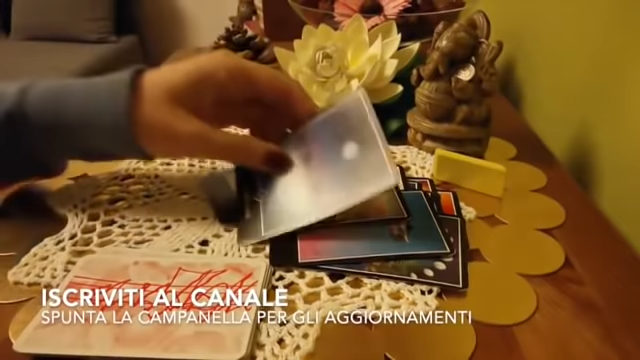 ISCRIVITI AL CANALE
SPUNTA LA CAMPANELLA PER GLI AGGIORNAMENTI